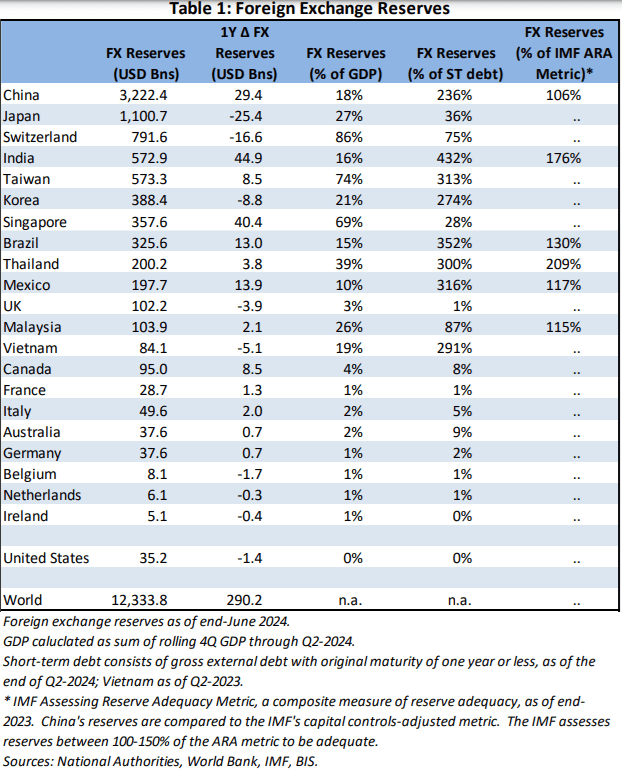 Table 1: Foreign Exchange Reserves
FX Reserves (USD Bns) 1Y Δ FX Reserves (USD Bns) FX Reserves (% of GDP) FX Reserves (% of ST debt) FX Reserves (% of IMF ARA Metric)*
China 3,222.4 29.4 18% 236% 106%
Japan 1,100.7 -25.4 27% 36% ..
Switzerland 791.6 -16.6 86% 75% ..
India 572.9 44.9 16% 432% 176%
Taiwan 573.3 8.5 74% 313% ..
Korea 388.4 -8.8 21% 274% ..
Singapore 357.6 40.4 69% 28% ..
Brazil 325.6 13.0 15% 352% 130%
Thailand 200.2 3.8 39% 300% 209%
Mexico 197.7 13.9 10% 316% 117%
UK 102.2 -3.9 3% 1% ..
Malaysia 103.9 2.1 26% 87% 115%
Vietnam 84.1 -5.1 19% 291% ..
Canada 95.0 8.5 4% 8% ..
France 28.7 1.3 1% 1% ..
Italy 49.6 2.0 2% 5% ..
Australia 37.6 0.7 2% 9% ..
Germany 37.6 0.7 1% 2% ..
Belgium 8.1 -1.7 1% 1% ..
Netherlands 6.1 -0.3 1% 1% ..
Ireland 5.1 -0.4 1% 0% ..
United States 35.2 -1.4 0% 0% ..
World 12,333.8 290.2 n.a. n.a. ..
Foreign exchange reserves as of end-June 2024.
GDP caluclated as sum of rolling 4Q GDP through Q2-2024.
Short-term debt consists of gross external debt with original maturity of one year or less, as of the
end of Q2-2024; Vietnam as of Q2-2023.
* IMF Assessing Reserve Adequacy Metric, a composite measure of reserve adequacy, as of end-
2023. China's reserves are compared to the IMF's capital controls-adjusted metric. The IMF assesses
reserves between 100-150% of the ARA metric to be adequate.
Sources: National Authorities, World Bank, IMF, BIS.